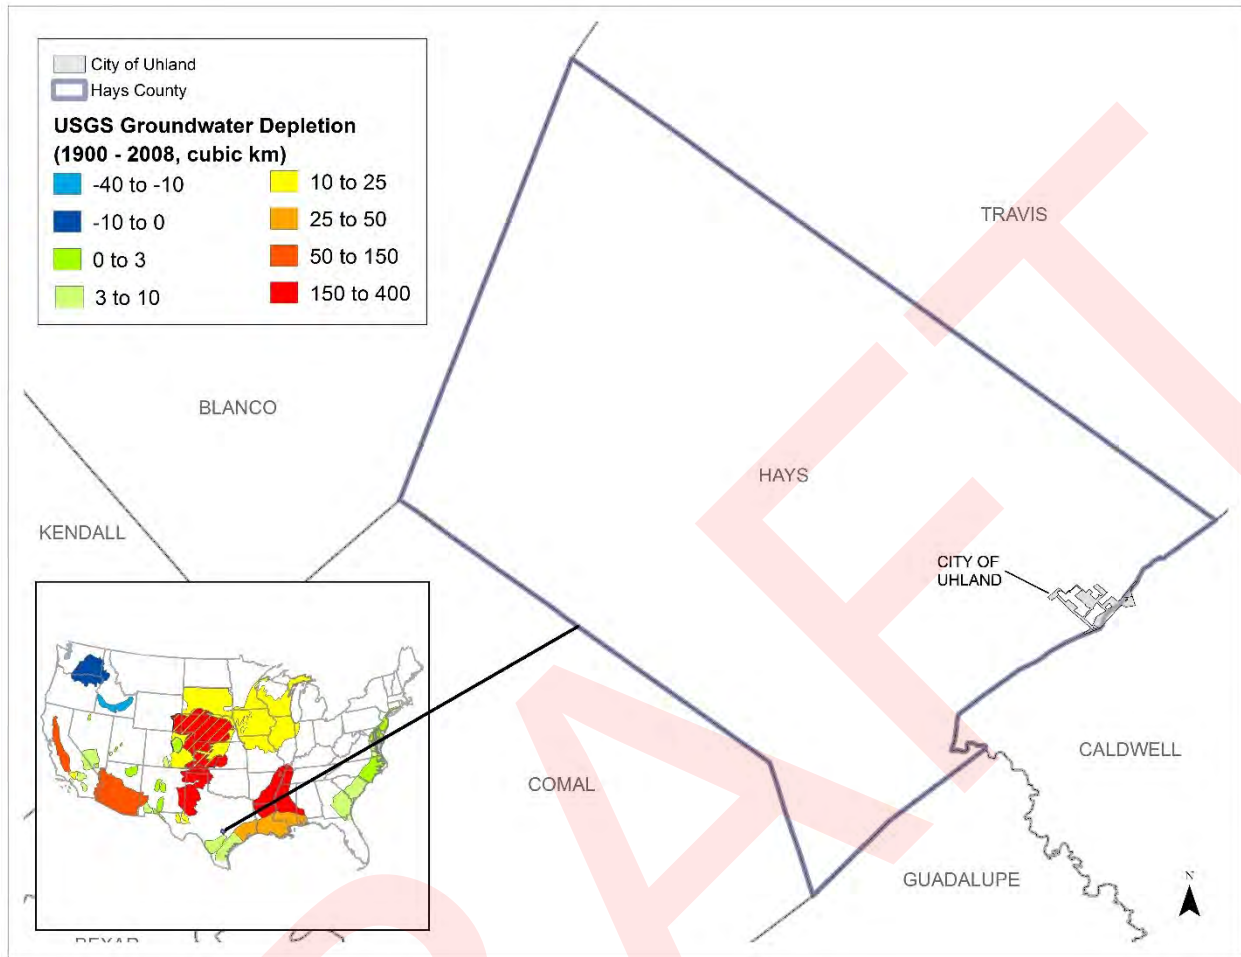 City of Uhland
Hays County
USGS Groundwater Depletion
(1900 - 2008, cubic km)
-40 to -10
-10 to 0
0 to 3
3 to 10
10 to 25
25 to 50
50 to 150
150 to 400
TRAVIS
BLANCO
HAYS
KENDALL
CITY OF
UHLAND
CALDWELL
COMAL
GUADALUPE
N
BEXAR
DRAFT